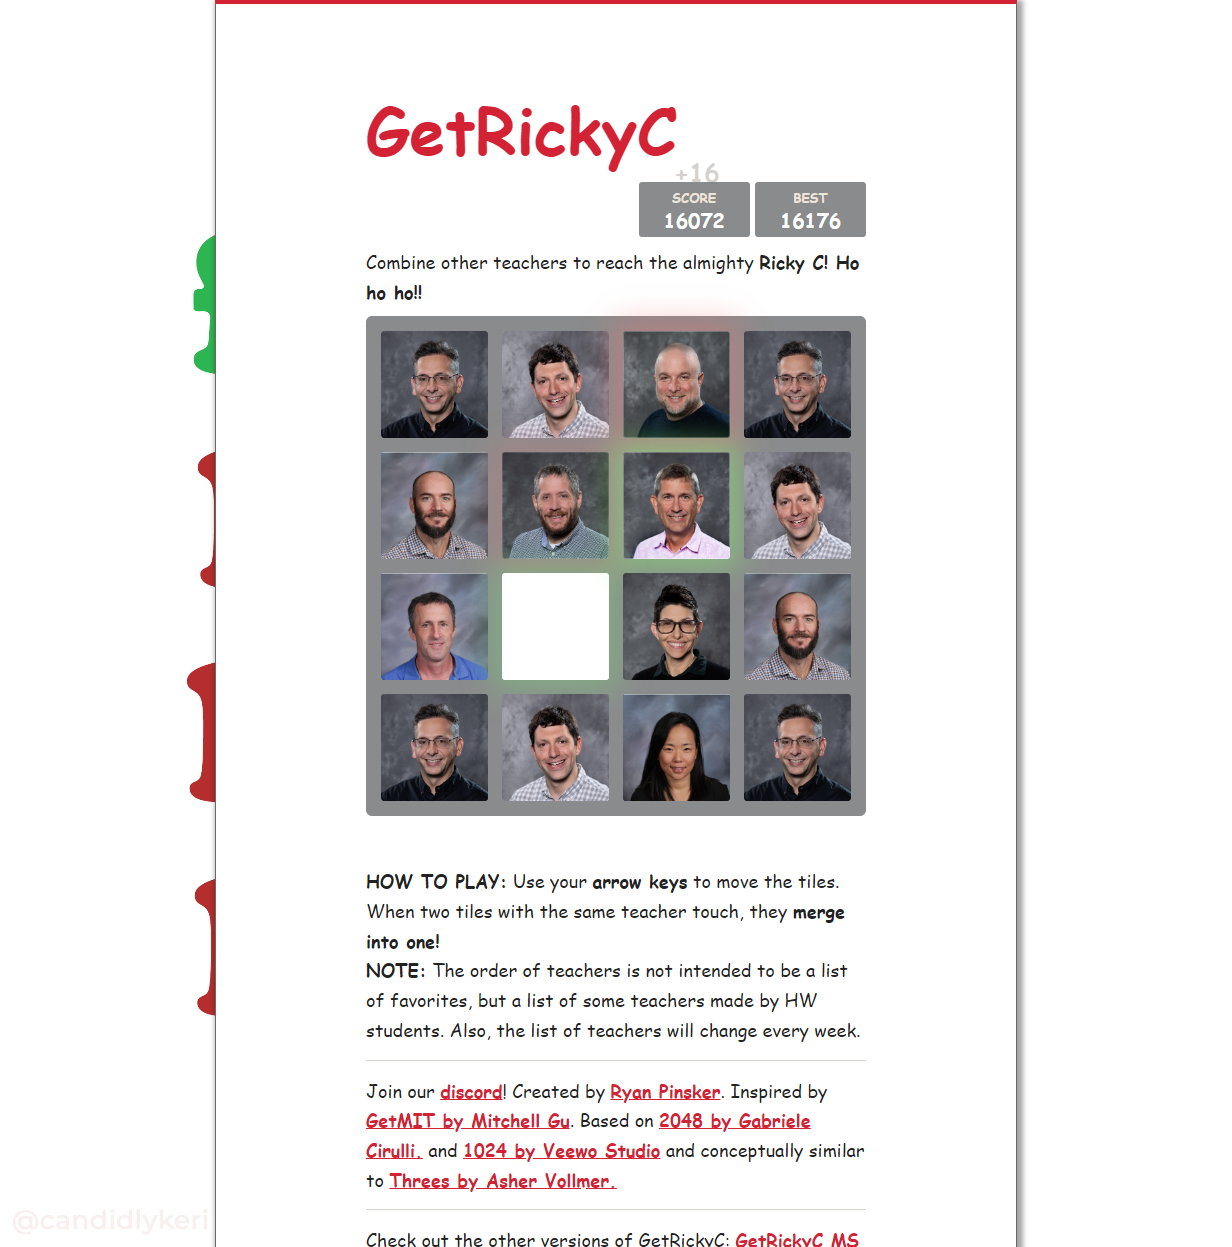 GetRickyC
+16
SCORE
16072
BEST
16176
Combine other teachers to reach the almighty Ricky C! Ho
ho ho!!
HOW TO PLAY: Use your arrow keys to move the tiles.
When two tiles with the same teacher touch, they merge
into one!
NOTE: The order of teachers is not intended to be a list
of favorites, but a list of some teachers made by HW
students. Also, the list of teachers will change every week.
Join our discord! Created by Ryan Pinsker. Inspired by
GetMIT by Mitchell Gu. Based on 2048 by Gabriele
Cirulli. and 1024 by Veewo Studio and conceptually similar
to Threes by Asher Vollmer.
Check out the other versions of GetRickyC: GetRickyC MS
@candidlykeri